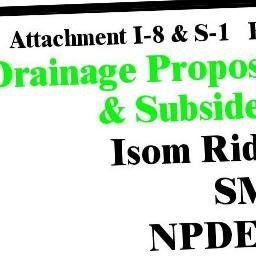 Attachment I-8 & S-1
Drainage Propos
& Subside
Isom Rid
SM
NPDE